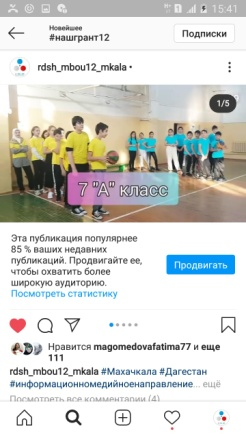 15:41
Новейшее
#нашгрант12
Подписки
rdsh_mbou12_mkala •
1/5
7 "А" класс
Эта публикация популярнее
85 % ваших недавних
публикаций. Продвигайте ее,
чтобы охватить более
широкую аудиторию.
Посмотреть статистику
Продвигать
Нравится magomedovafatima77 и еще
111
rdsh_mbou12_mkala #Махачкала #Дагестан
#информационномедийноенаправление... ещё
Посмотреть все комментарии (4)